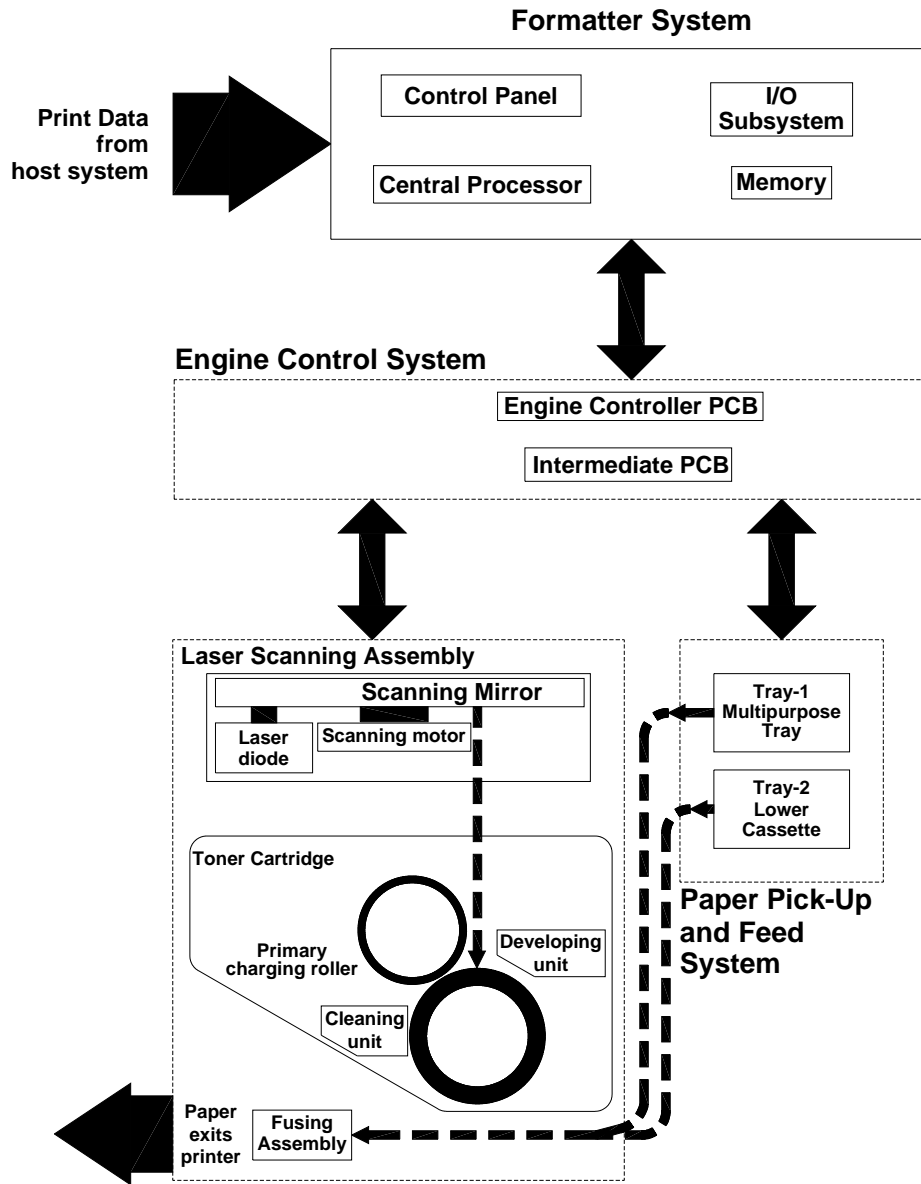 Formatter System
Print Data
from
host system
Control Panel
I/O
Subsystem
Central Processor
Memory
Engine Control System
Engine Controller PCB
Intermediate PCB
Laser Scanning Assembly
Scanning Mirror
Laser
diode
Scanning motor
Tray-1
Multipurpose
Tray
Tray-2
Lower
Cassette
Paper Pick-Up
and Feed
System
Toner Cartridge
Primary
charging roller
Developing
unit
Cleaning
unit
Paper
exits
printer
Fusing
Assembly